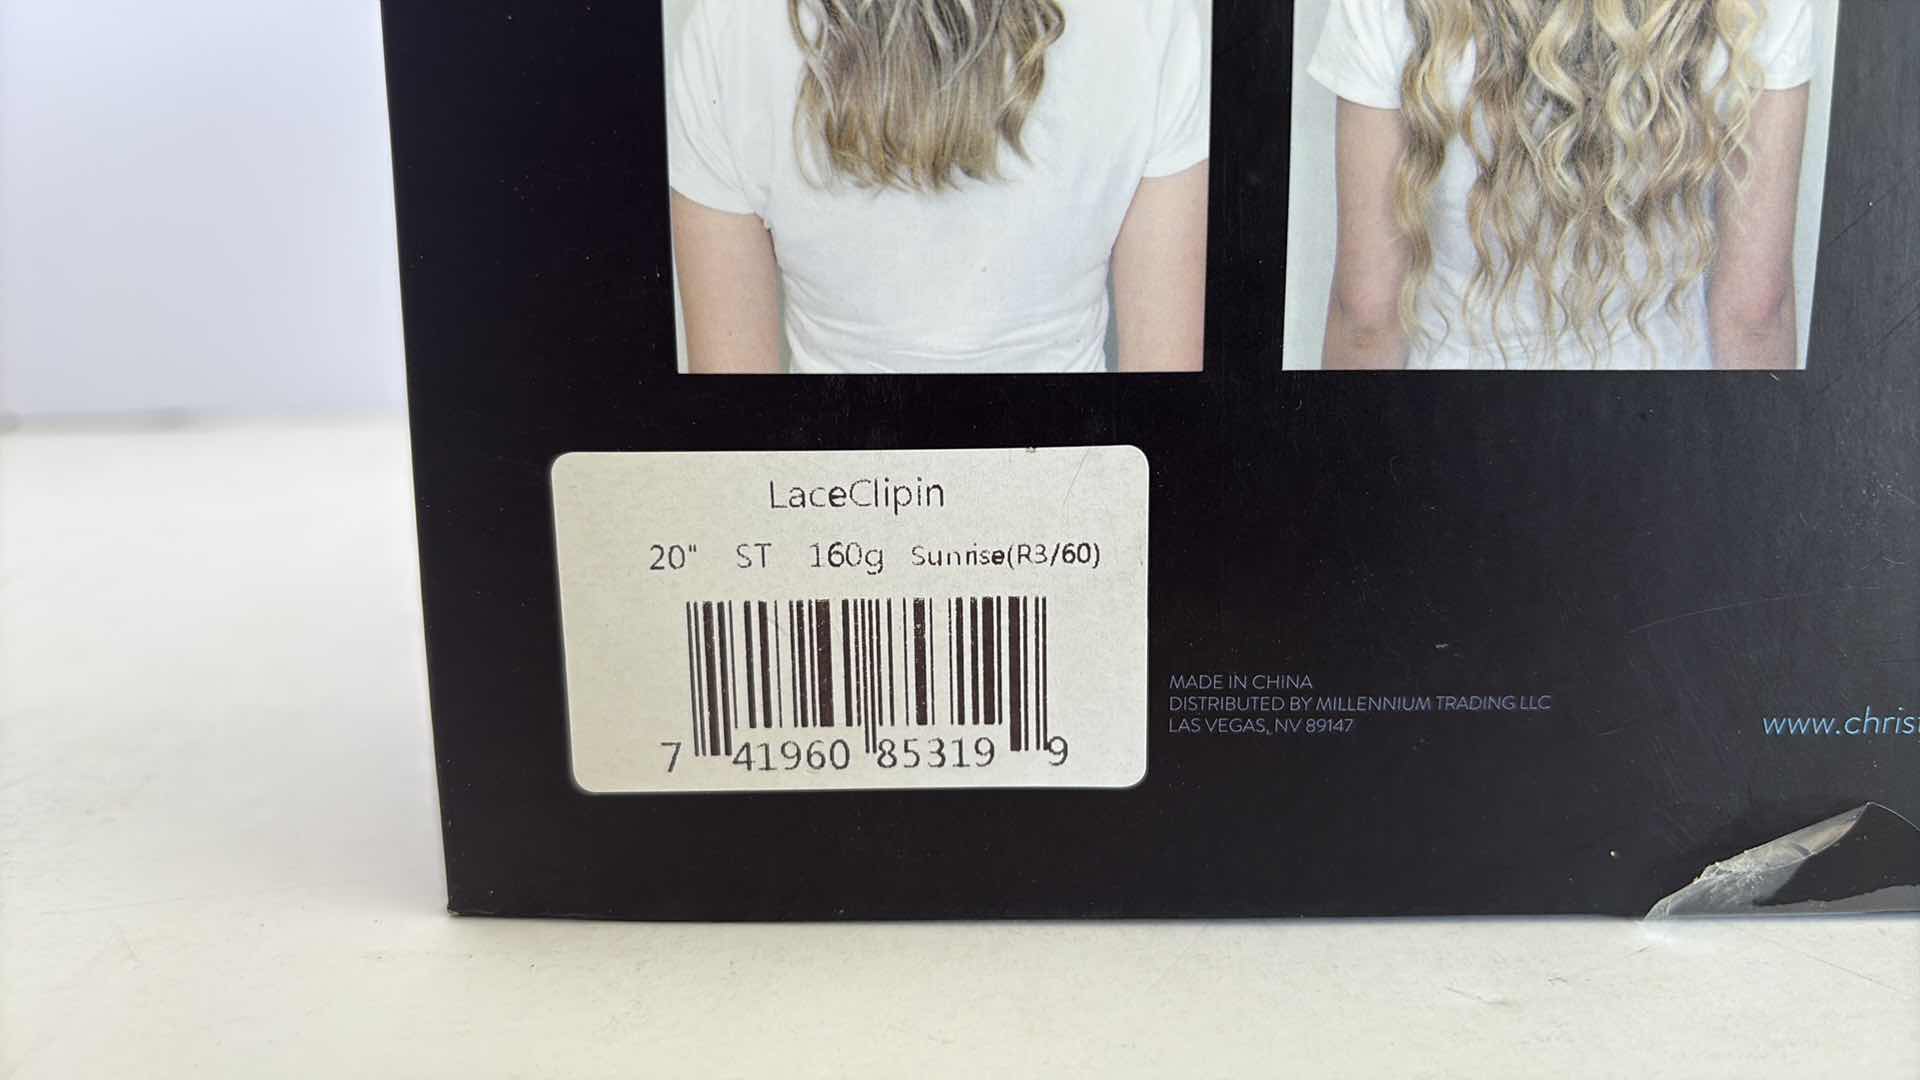 LaceClipin
20" ST 160g Sunrise(R3/60)
7 41960 85319 9
MADE IN CHINA
DISTRIBUTED BY MILLENNIUM TRADING LLC
LAS VEGAS, NV 89147
www.christ